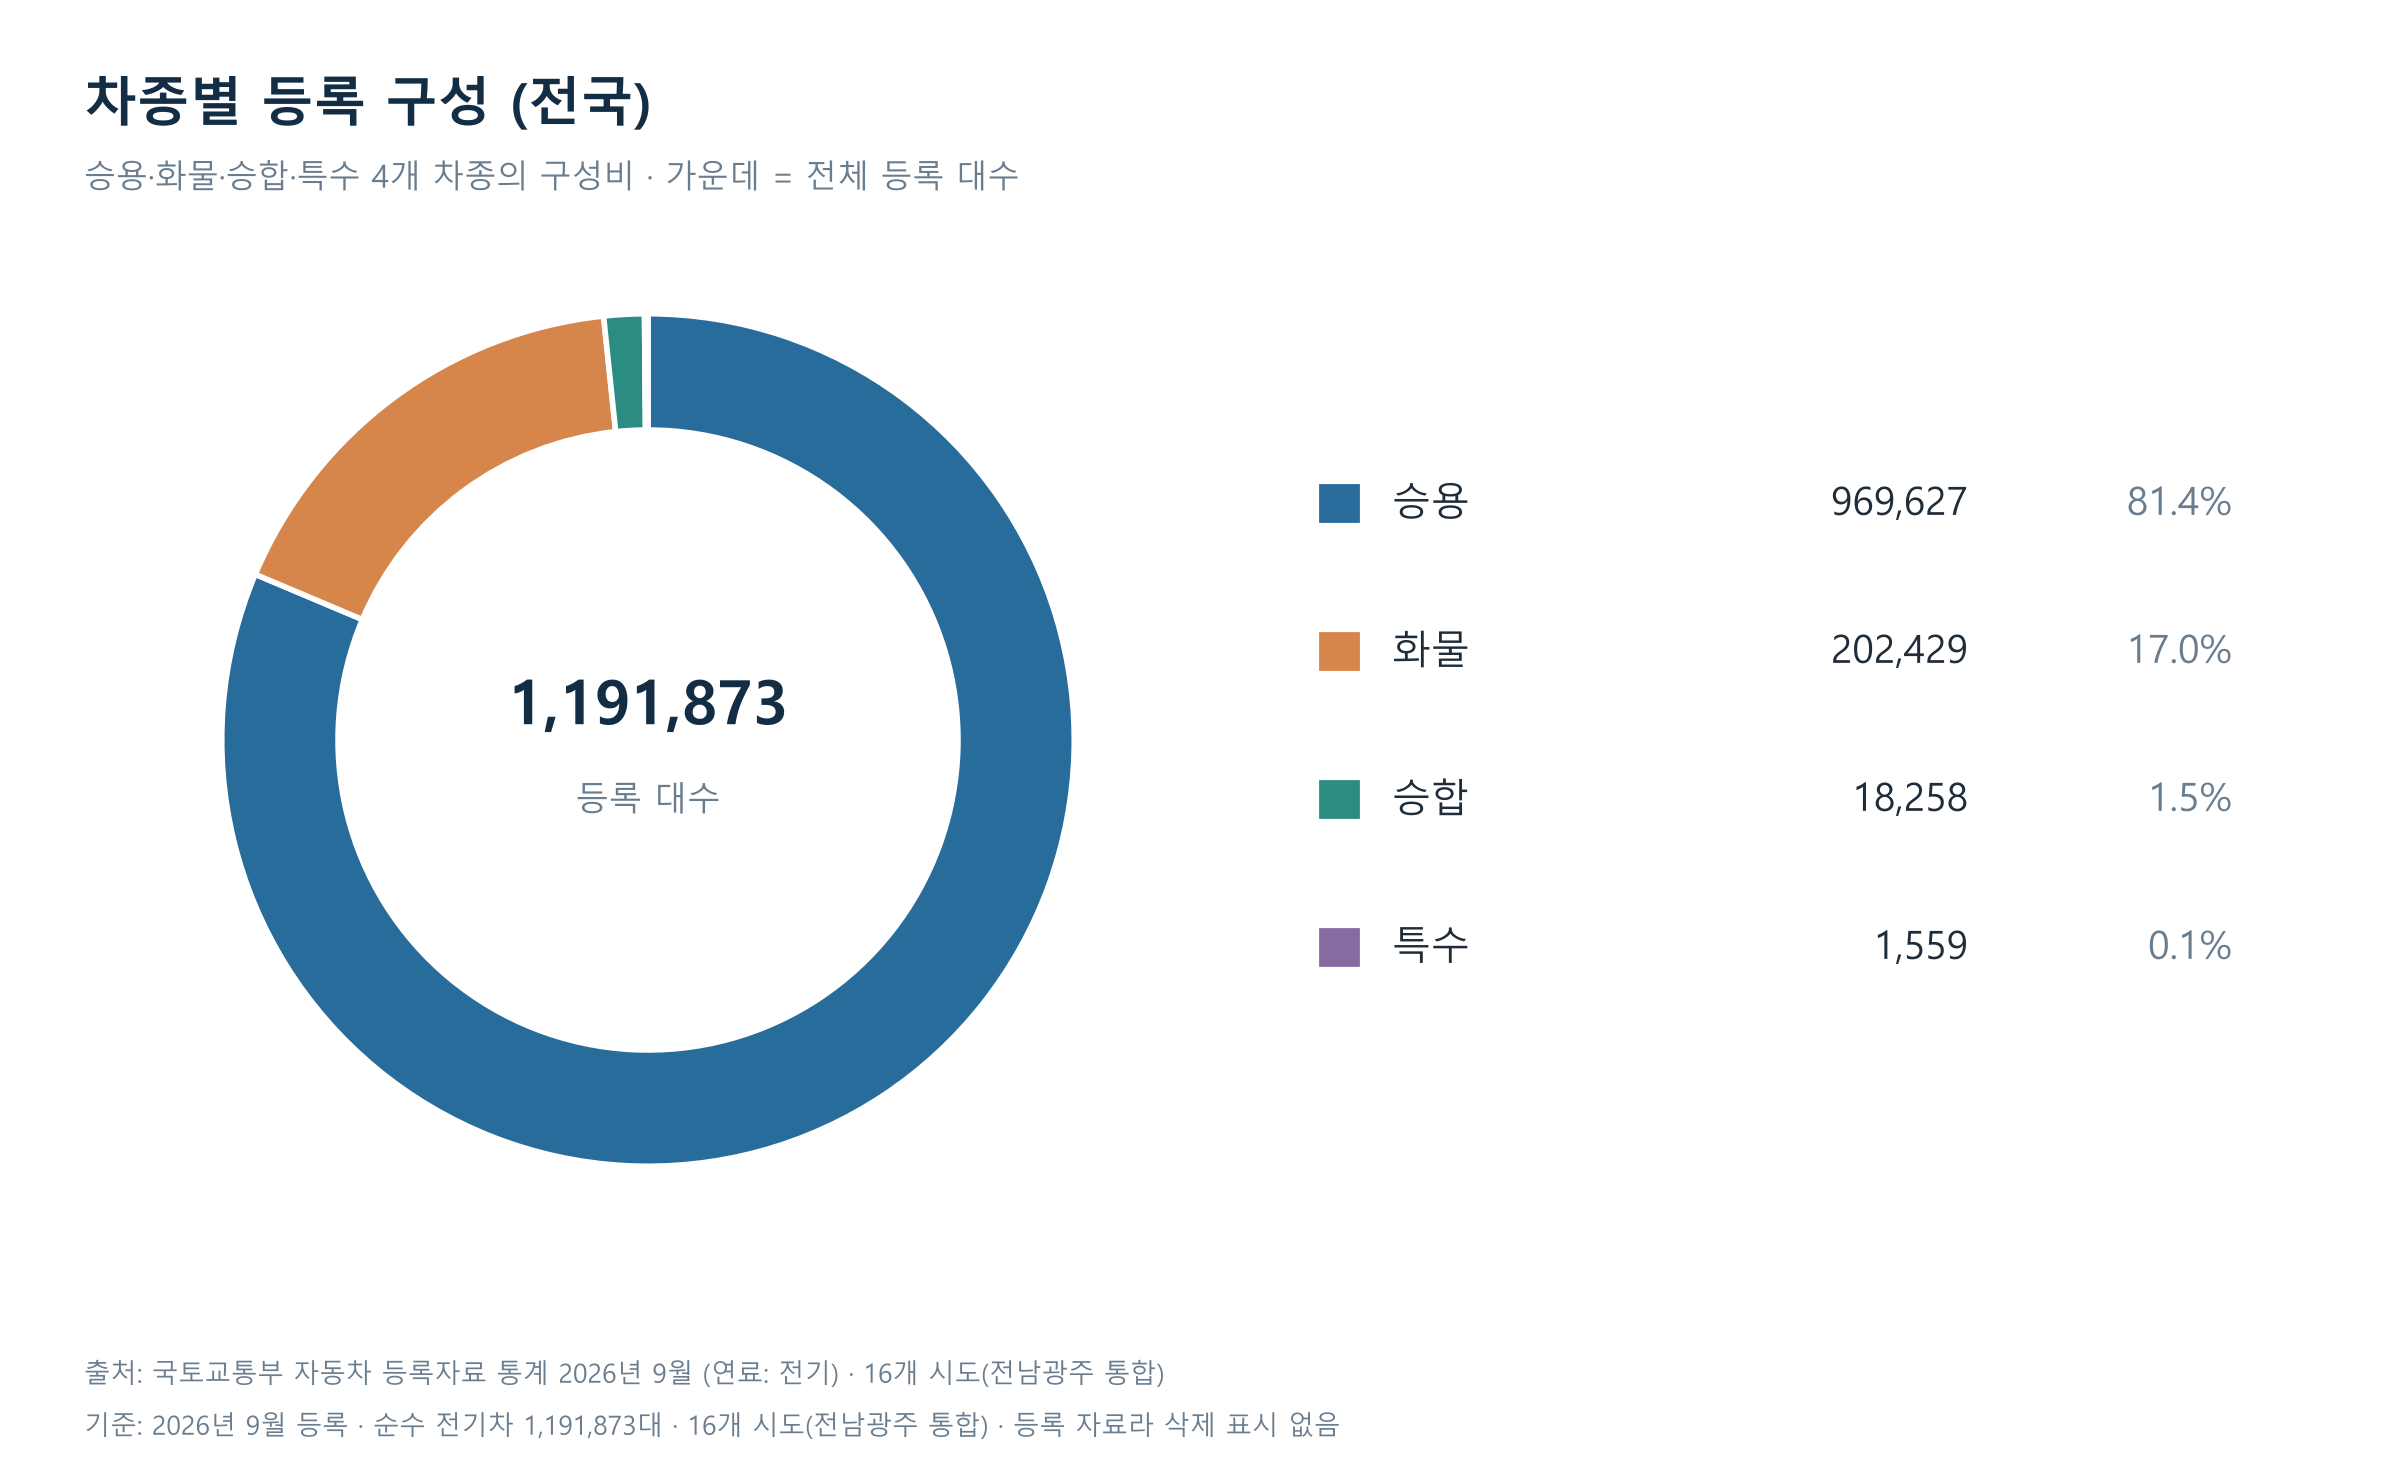 차종별 등록 구성 (전국)
승용·화물·승합·특수 4개 차종의 구성비 · 가운데 = 전체 등록 대수
1,191,873
등록 대수
승용 969,627 81.4%
화물 202,429 17.0%
승합 18,258 1.5%
특수 1,559 0.1%
출처: 국토교통부 자동차 등록자료 통계 2026년 9월 (연료: 전기) · 16개 시도(전남광주 통합)
기준: 2026년 9월 등록 · 순수 전기차 1,191,873대 · 16개 시도(전남광주 통합) · 등록 자료라 삭제 표시 없음